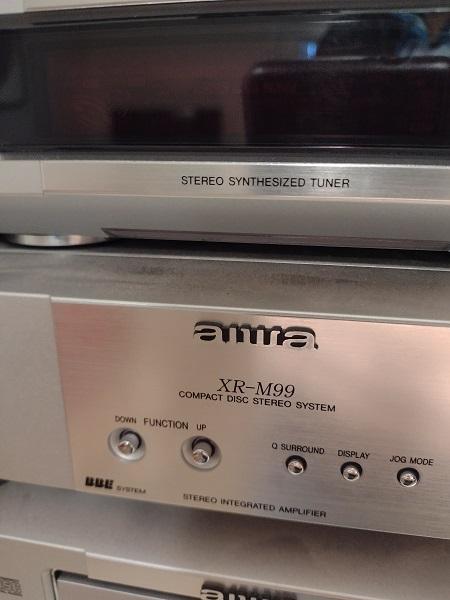 STEREO SYNTHESIZED TUNER
aiwa
XR-M99
COMPACT DISC STEREO SYSTEM
DOWN FUNCTION UP
Q SURROUND DISPLAY JOG MODE
BBE SYSTEM
STEREO INTEGRATED AMPLIFIER
aiwa